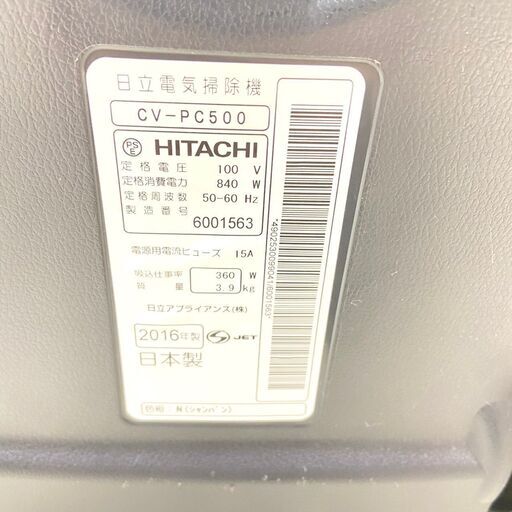 日立電気掃除機
CV-PC500
PS E HITACHI
定格電圧 100 V
定格消費電力 840 W
定格周波数 50-60 Hz
製造番号 6001563
電源用電流ヒューズ 15A
吸込仕事率 360 W
質量 3.9 kg
日立アプライアンス(株)
2016年製 S JET
日本製
色相:N(シャンパン)
*4902530099041/6001563*